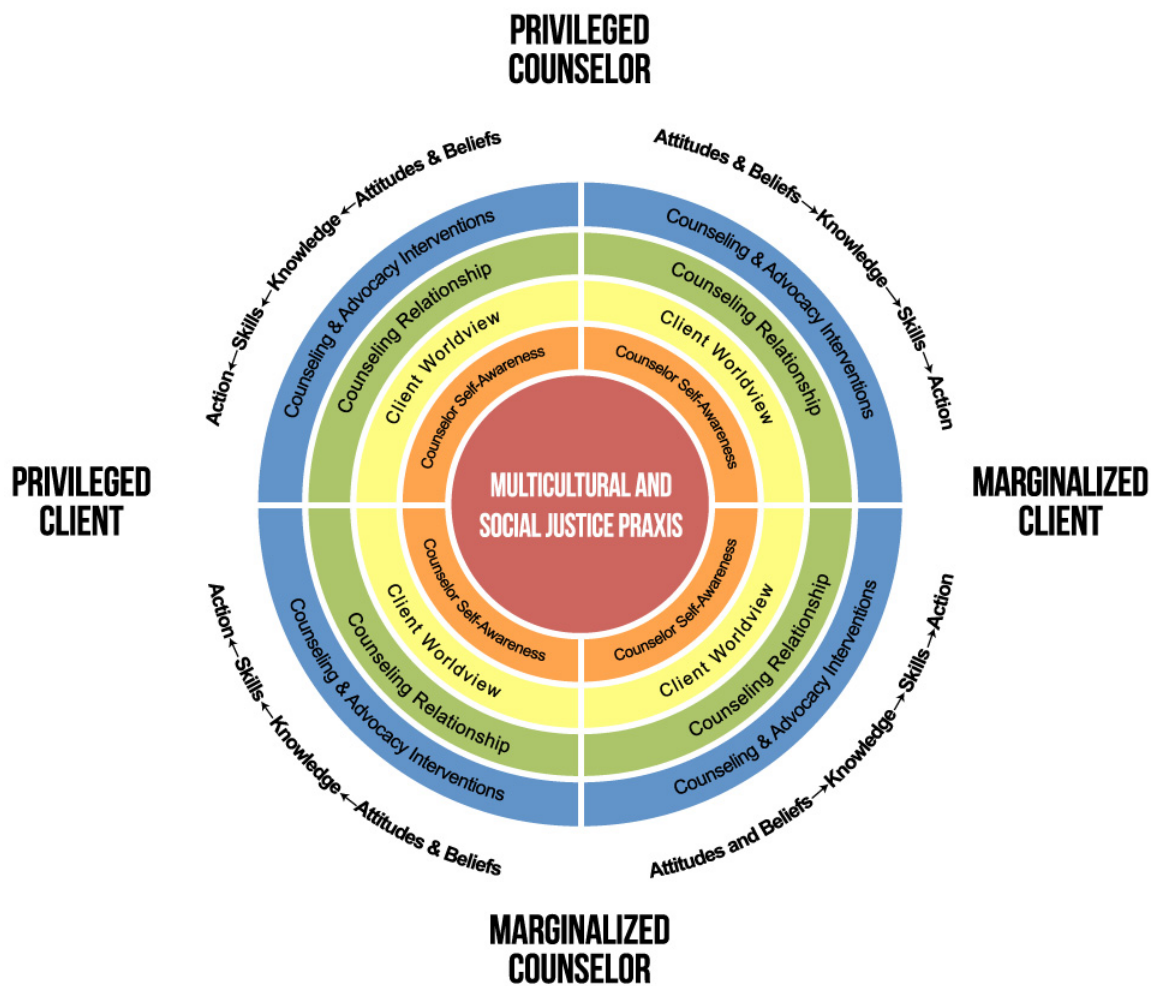 PRIVILEGED
COUNSELOR
Attitudes & Beliefs→Knowledge→Skills→Action
Counseling & Advocacy Interventions
Counseling Relationship
Client Worldview
Counselor Self-Awareness
Action←Skills←Knowledge←Attitudes & Beliefs
Counseling & Advocacy Interventions
Counseling Relationship
Client Worldview
Counselor Self-Awareness
PRIVILEGED
CLIENT
MULTICULTURAL AND
SOCIAL JUSTICE PRAXIS
MARGINALIZED
CLIENT
Counselor Self-Awareness
Client Worldview
Counseling Relationship
Counseling & Advocacy Interventions
Action←Skills←Knowledge←Attitudes & Beliefs
Counselor Self-Awareness
Client Worldview
Counseling Relationship
Counseling & Advocacy Interventions
Attitudes and Beliefs→Knowledge→Skills→Action
MARGINALIZED
COUNSELOR